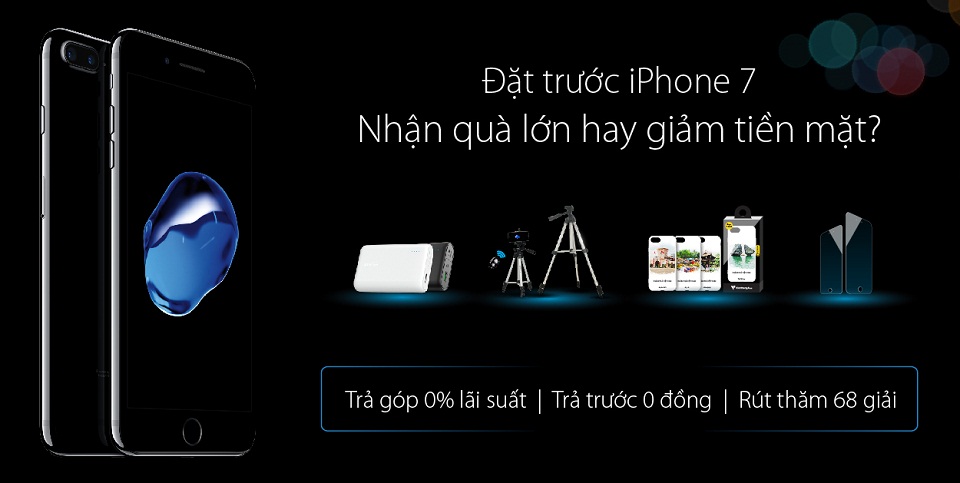 Đặt trước iPhone 7
Nhận quà lớn hay giảm tiền mặt?
Trả góp 0% lãi suất | Trả trước 0 đồng | Rút thăm 68 giải